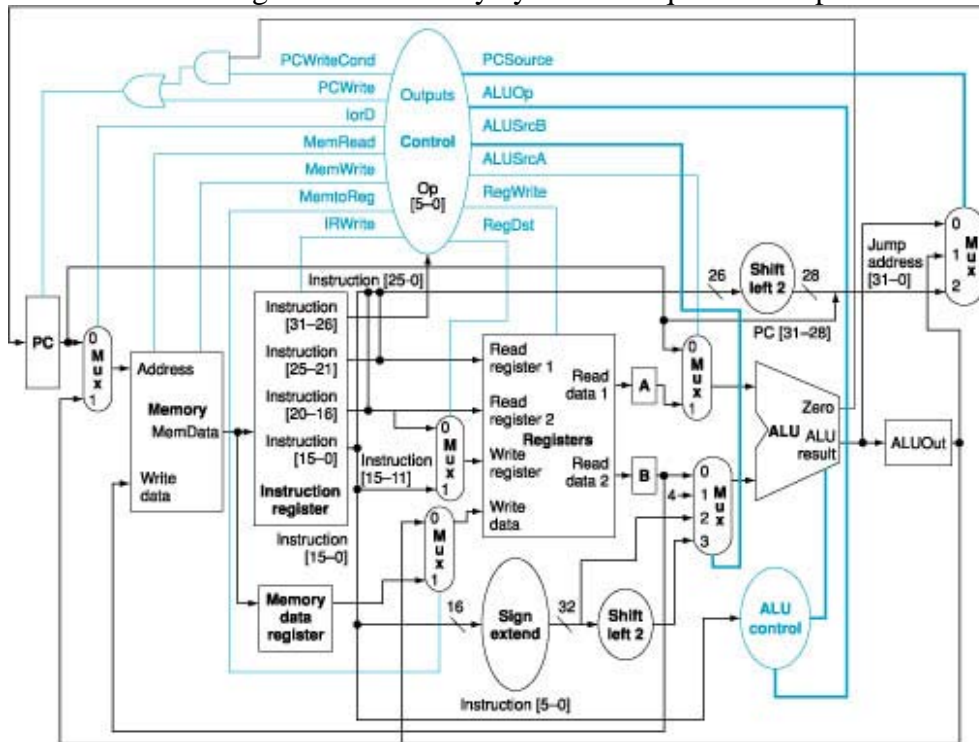 PCWriteCond
PCWrite
IorD
MemRead
MemWrite
MemtoReg
IRWrite
Outputs
Control
Op
[5–0]
PCSource
ALUOp
ALUSrcB
ALUSrcA
RegWrite
RegDst
Instruction [25-0]
26
Shift
left 2
28
Jump
address
[31–0]
PC [31–28]
0
1
2
M
u
x
PC
0
M
u
x
1
Address
Memory
MemData
Write
data
Instruction
[31–26]
Instruction
[25–21]
Instruction
[20–16]
Instruction
[15–0]
Instruction
register
Instruction
[15–11]
Instruction
[15–0]
Memory
data
register
0
M
u
x
1
0
M
u
x
1
Read
register 1
Read
register 2
Registers
Write
register
Write
data
Read
data 1
Read
data 2
A
B
0
M
u
x
1
4
0
1
2
3
M
u
x
Zero
ALU
ALU
result
ALUOut
16
Sign
extend
32
Shift
left 2
ALU
control
Instruction [5–0]